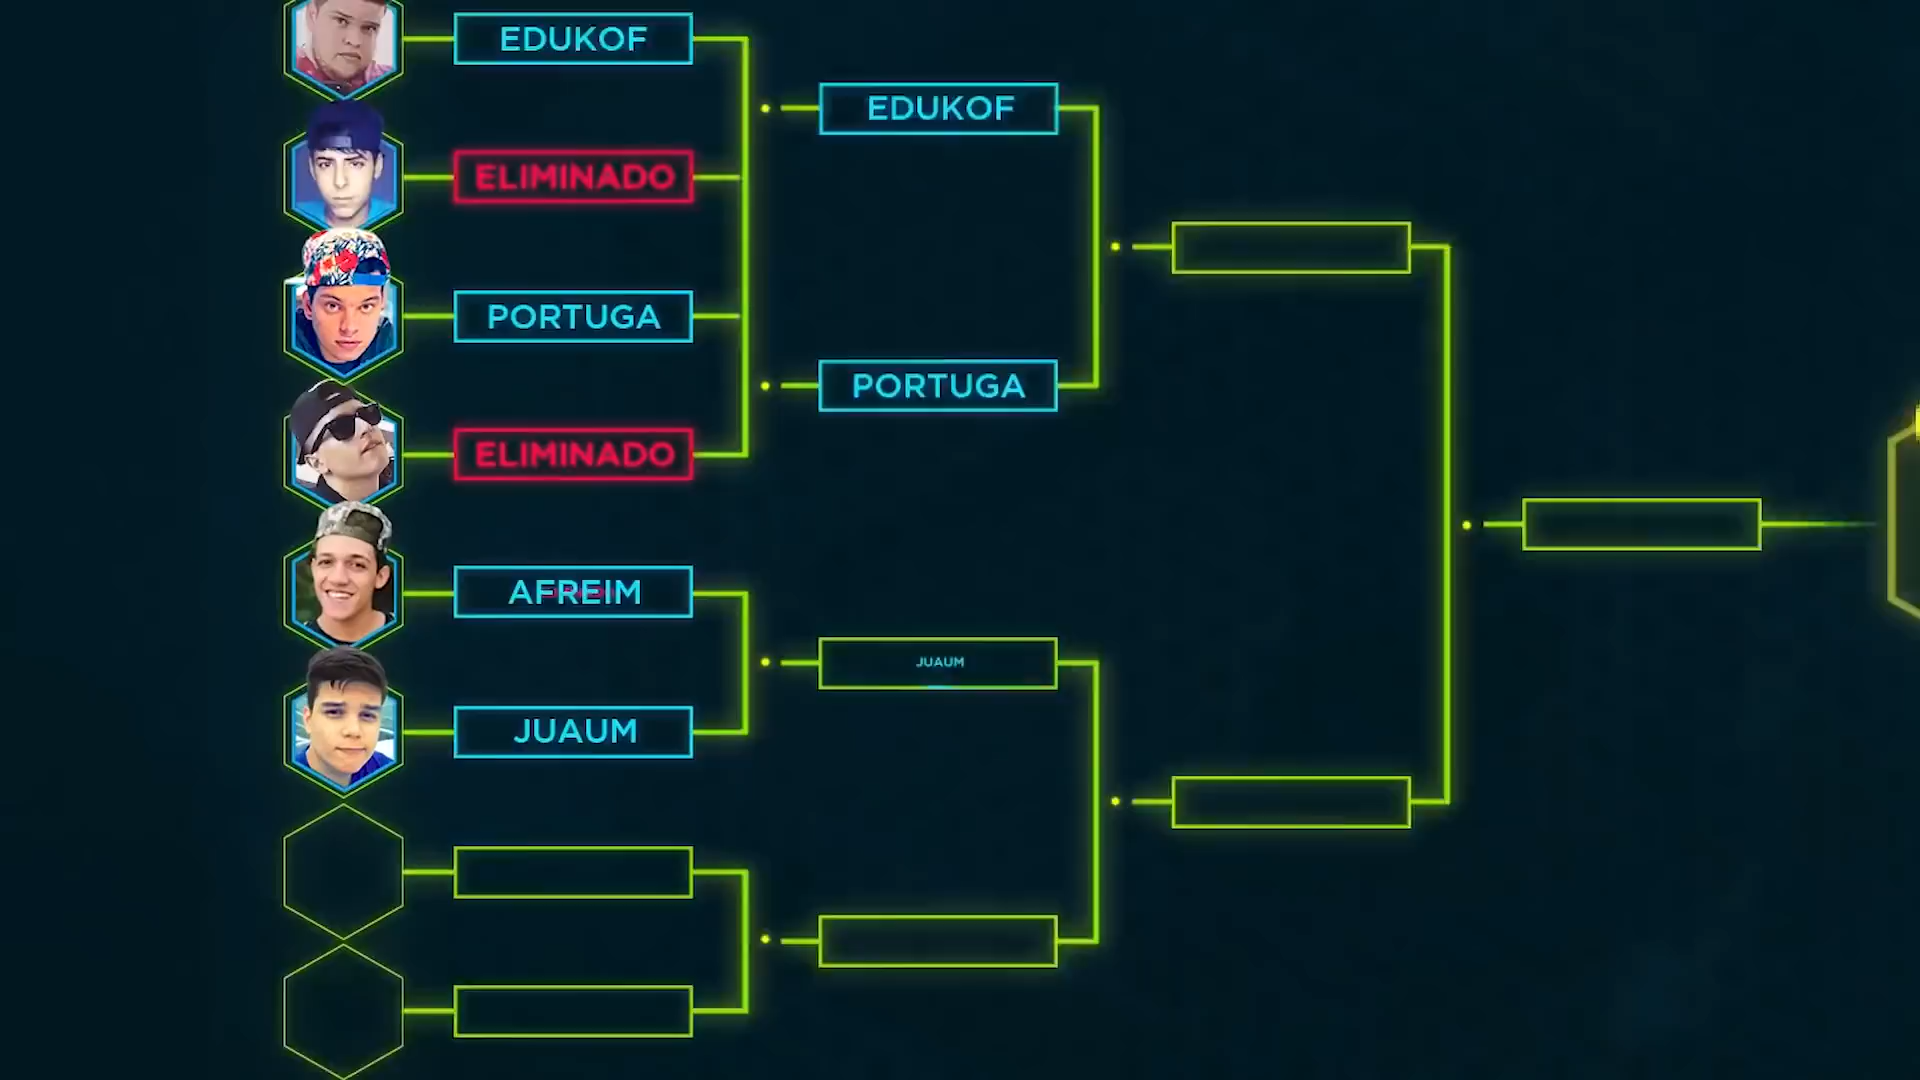 EDUKOF
EDUKOF
ELIMINADO
PORTUGA
PORTUGA
ELIMINADO
AFREIM
JUAUM
JUAUM